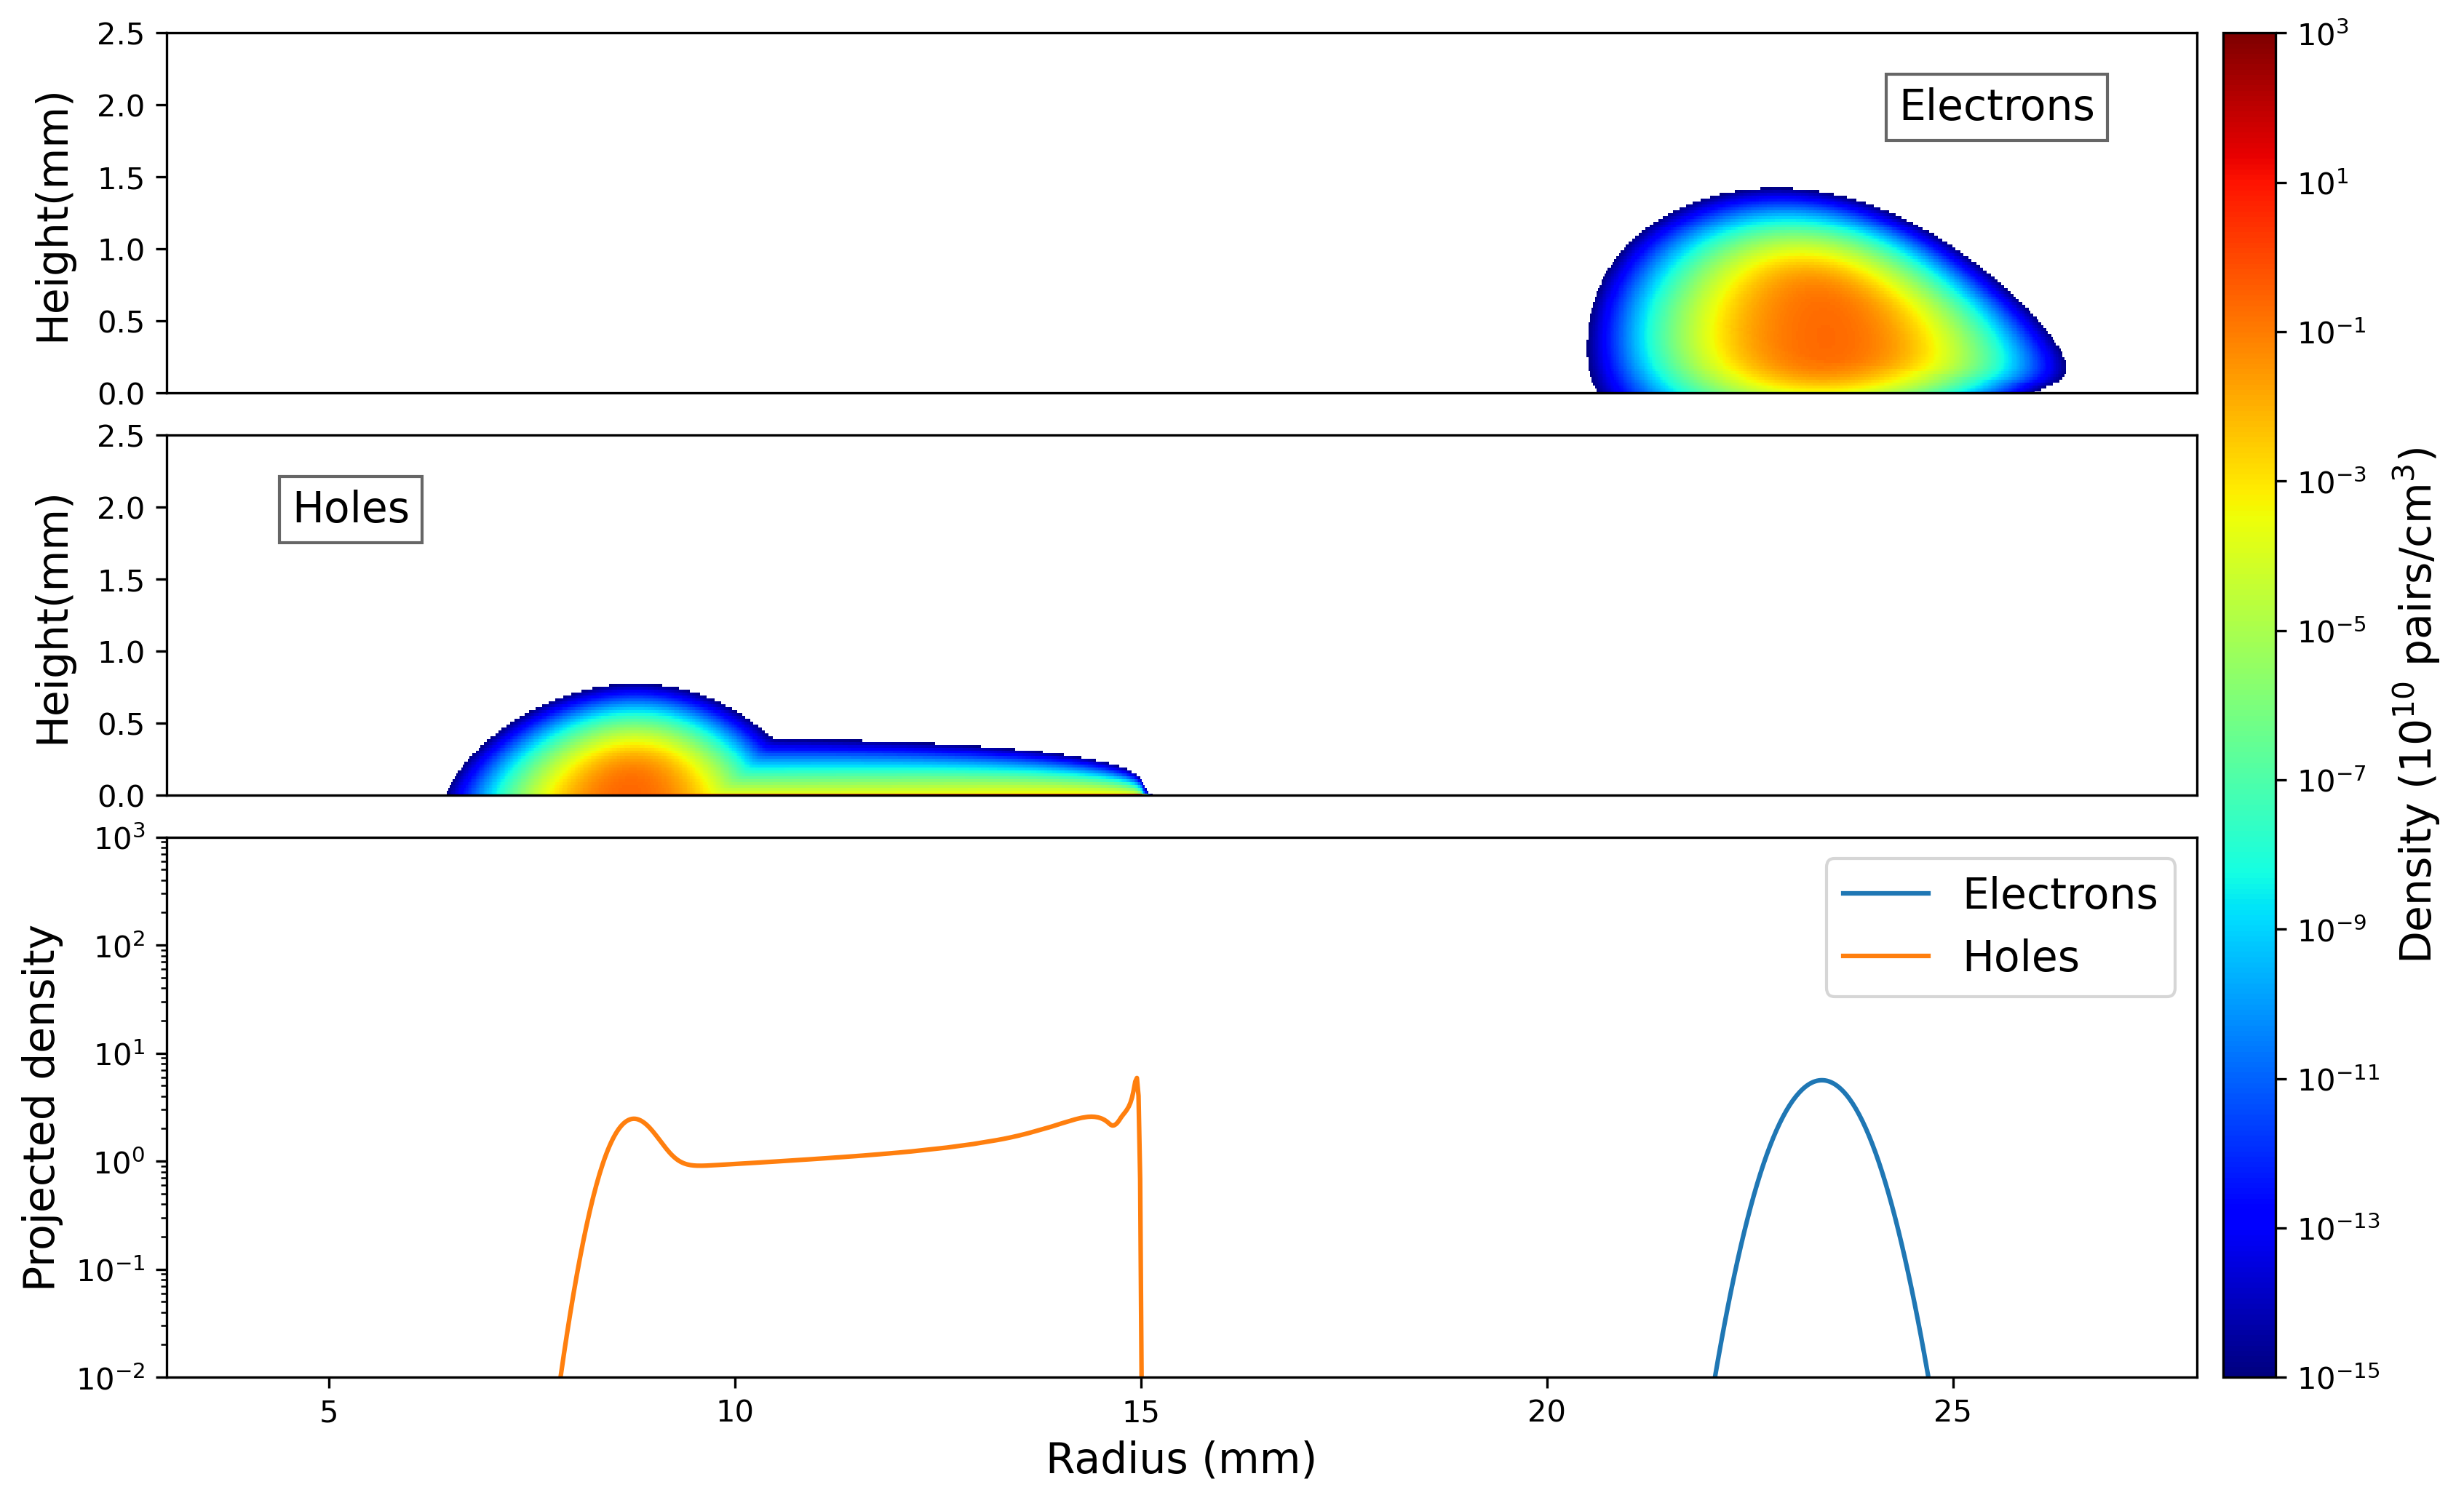 2.5
2.0
1.5
1.0
0.5
0.0
Height(mm)
Electrons
2.5
2.0
1.5
1.0
0.5
0.0
Height(mm)
Holes
10³
10²
10¹
10⁰
10⁻¹
10⁻²
Projected density
Electrons
Holes
5 10 15 20 25
Radius (mm)
10³
10¹
10⁻¹
10⁻³
10⁻⁵
10⁻⁷
10⁻⁹
10⁻¹¹
10⁻¹³
10⁻¹⁵
Density (10¹⁰ pairs/cm³)